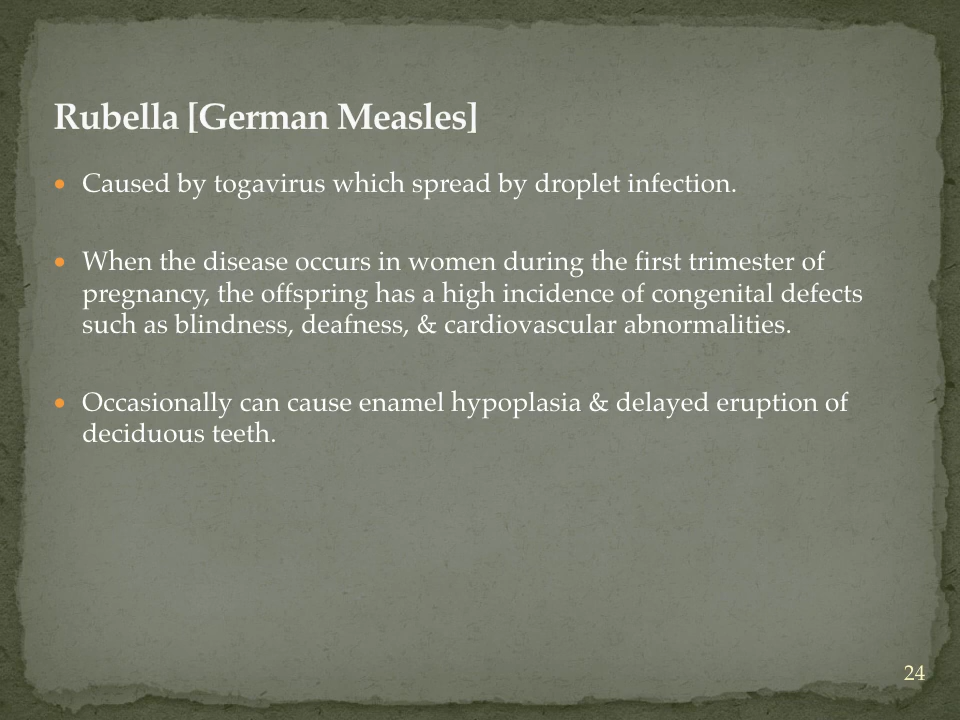 Rubella [German Measles]
• Caused by togavirus which spread by droplet infection.
• When the disease occurs in women during the first trimester of
pregnancy, the offspring has a high incidence of congenital defects
such as blindness, deafness, & cardiovascular abnormalities.
• Occasionally can cause enamel hypoplasia & delayed eruption of
deciduous teeth.
24